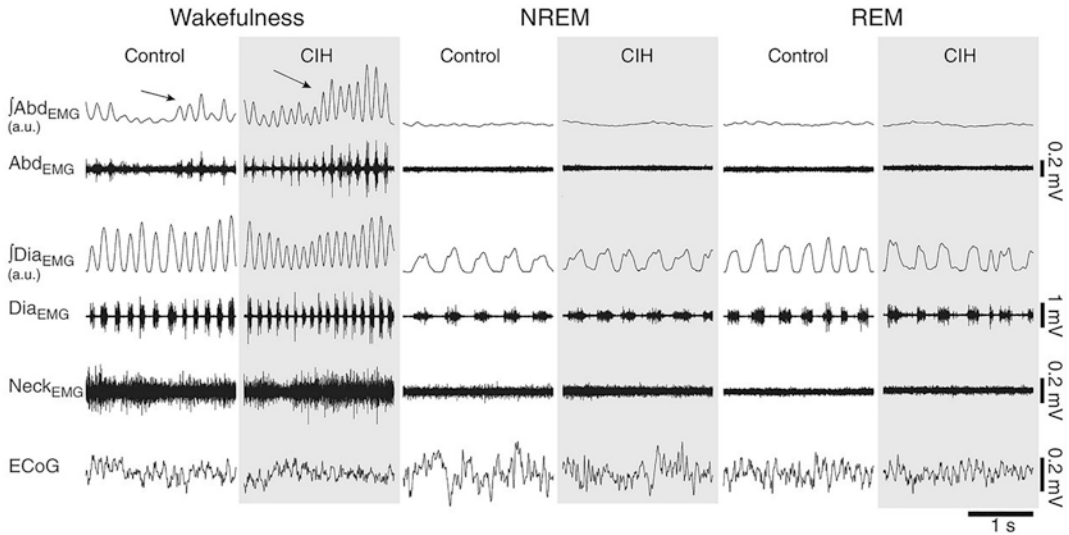 Wakefulness NREM REM
Control CIH Control CIH Control CIH
∫AbdEMG
(a.u.)
AbdEMG
0.2 mV
∫DiaEMG
(a.u.)
DiaEMG
1 mV
NeckEMG
0.2 mV
ECoG
0.2 mV
1 s